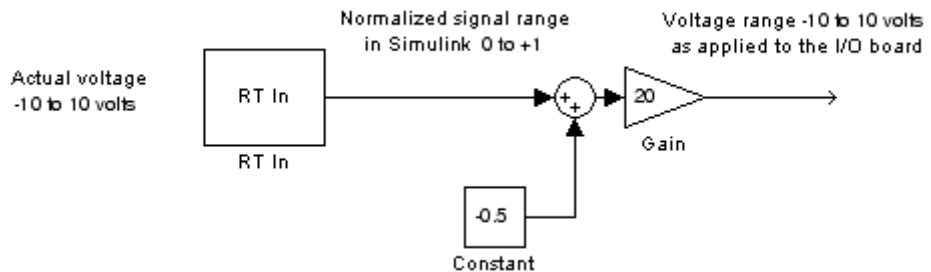 Normalized signal range
in Simulink 0 to +1
Voltage range -10 to 10 volts
as applied to the I/O board
Actual voltage
-10 to 10 volts
RT In
RT In
+
+
20
Gain
-0.5
Constant